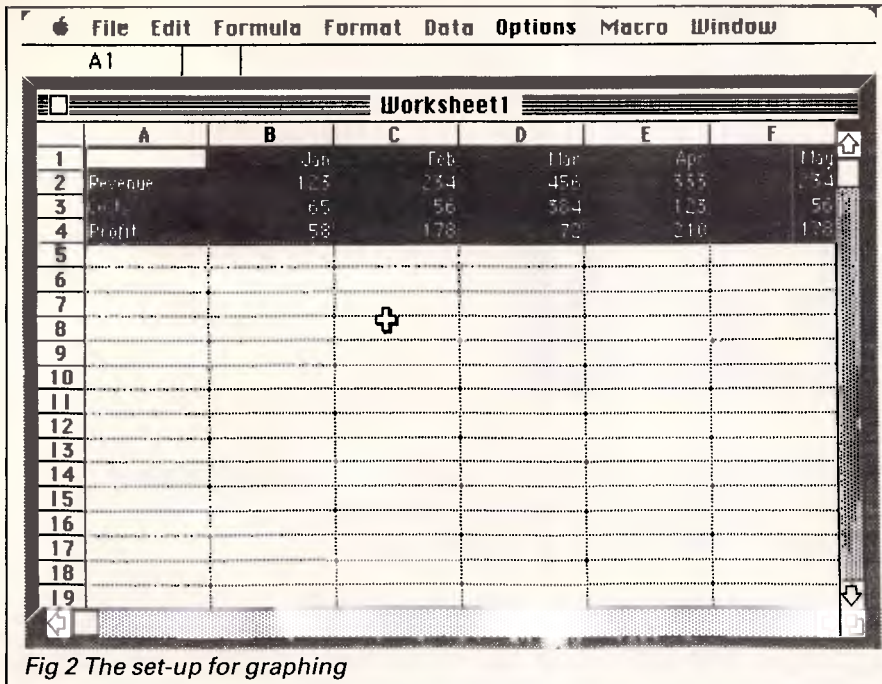 File Edit Formula Format Data Options Macro Window
A1
Worksheet1
A B C D E F
1 Jan Feb Mar Apr May
2 Revenue 123 234 456 333 234
3 65 56 384 123 56
4 Profit 58 178 72 210 178
5
6
7
8
9
10
11
12
13
14
15
16
17
18
19
Fig 2 The set-up for graphing